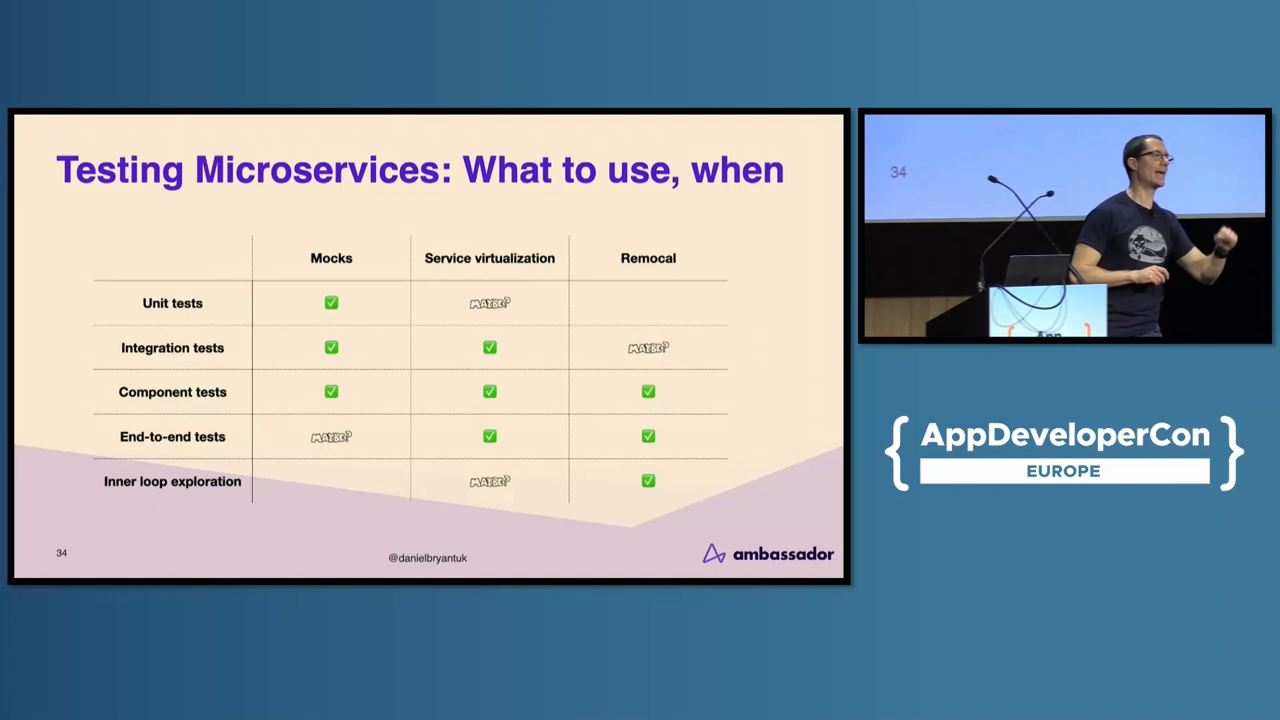 Testing Microservices: What to use, when
Mocks Service virtualization Remocal
Unit tests ✅ MAYBE?
Integration tests ✅ ✅ MAYBE?
Component tests ✅ ✅ ✅
End-to-end tests MAYBE? ✅ ✅
Inner loop exploration MAYBE? ✅
34
@danielbryantuk
ambassador
34
App
{ AppDeveloperCon }
EUROPE